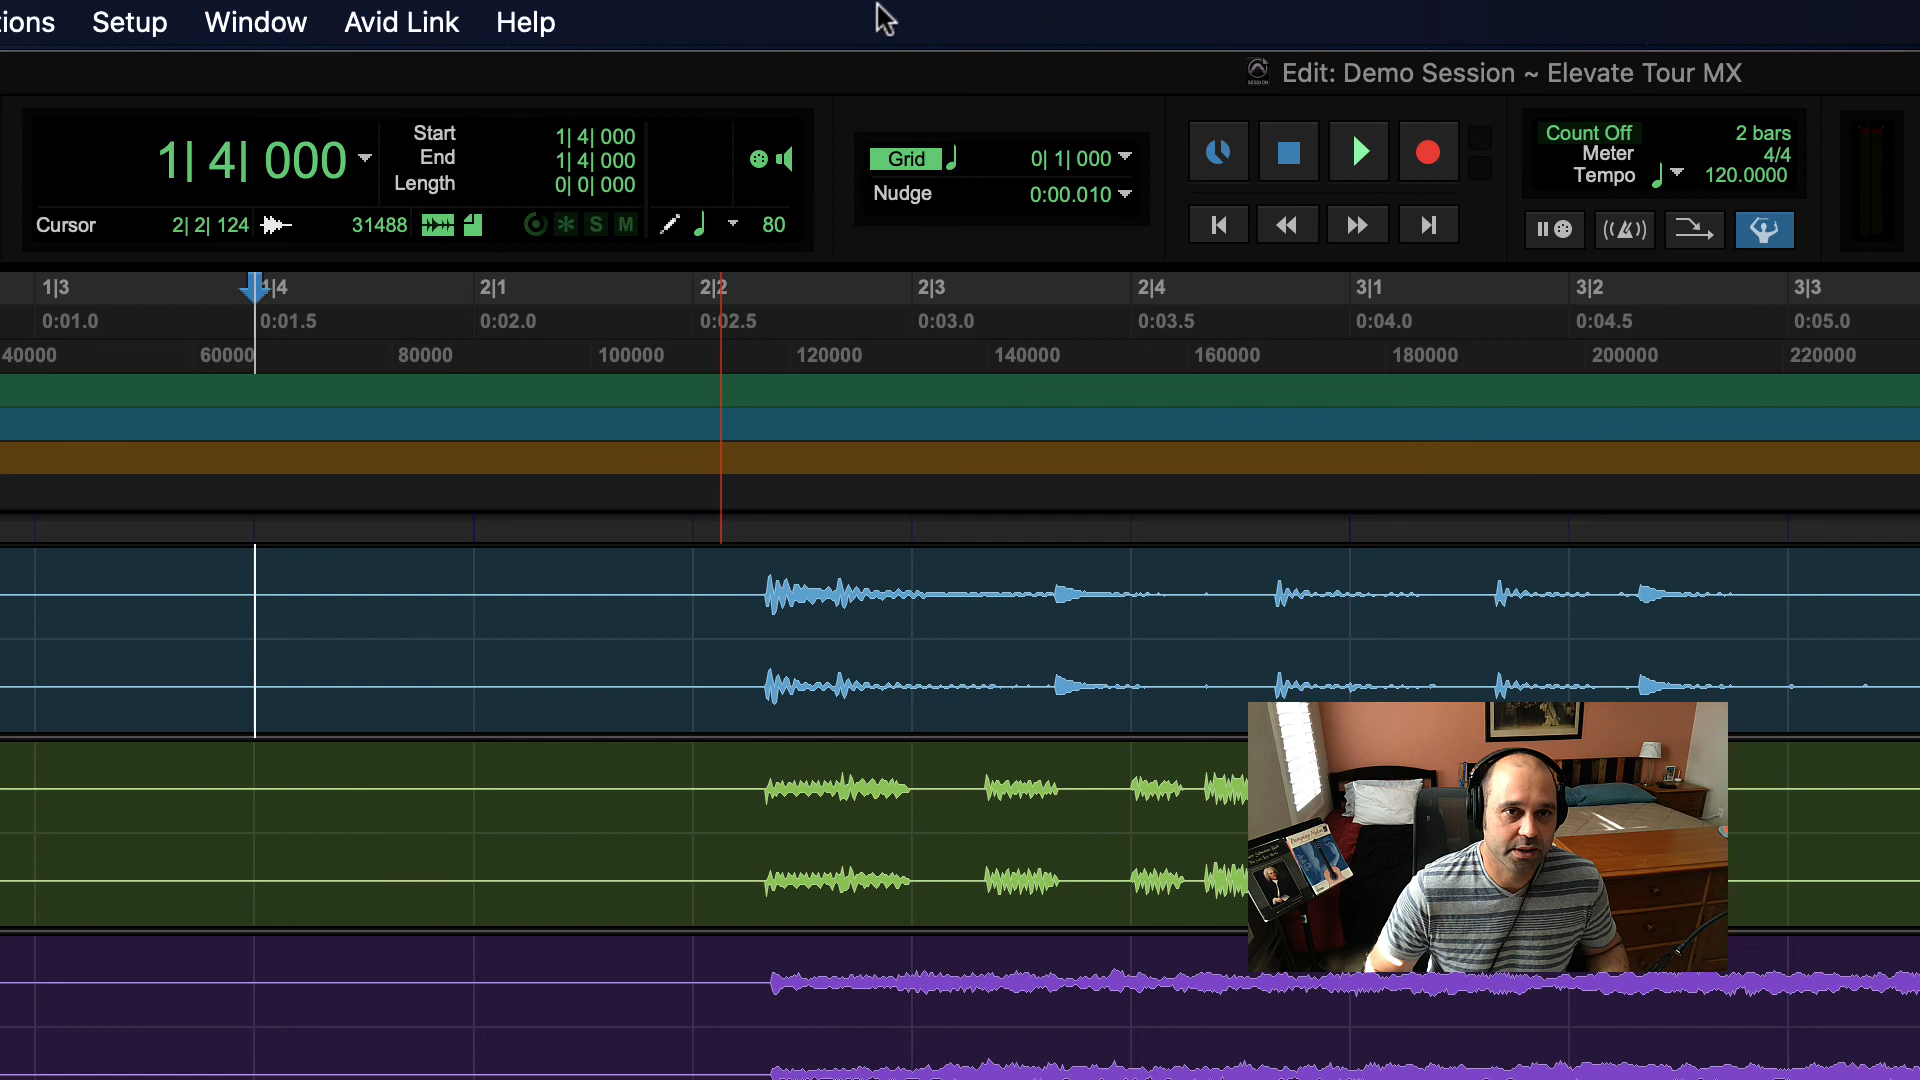 tions Setup Window Avid Link Help
Edit: Demo Session ~ Elevate Tour MX
1| 4| 000
Start 1| 4| 000
End 1| 4| 000
Length 0| 0| 000
Cursor 2| 2| 124 31488 S M 80
Grid 0| 1| 000
Nudge 0:00.010
Count Off 2 bars
Meter 4/4
Tempo 120.0000
1|3 1|4 2|1 2|2 2|3 2|4 3|1 3|2 3|3
0:01.0 0:01.5 0:02.0 0:02.5 0:03.0 0:03.5 0:04.0 0:04.5 0:05.0
40000 60000 80000 100000 120000 140000 160000 180000 200000 220000
Pumping Nylon